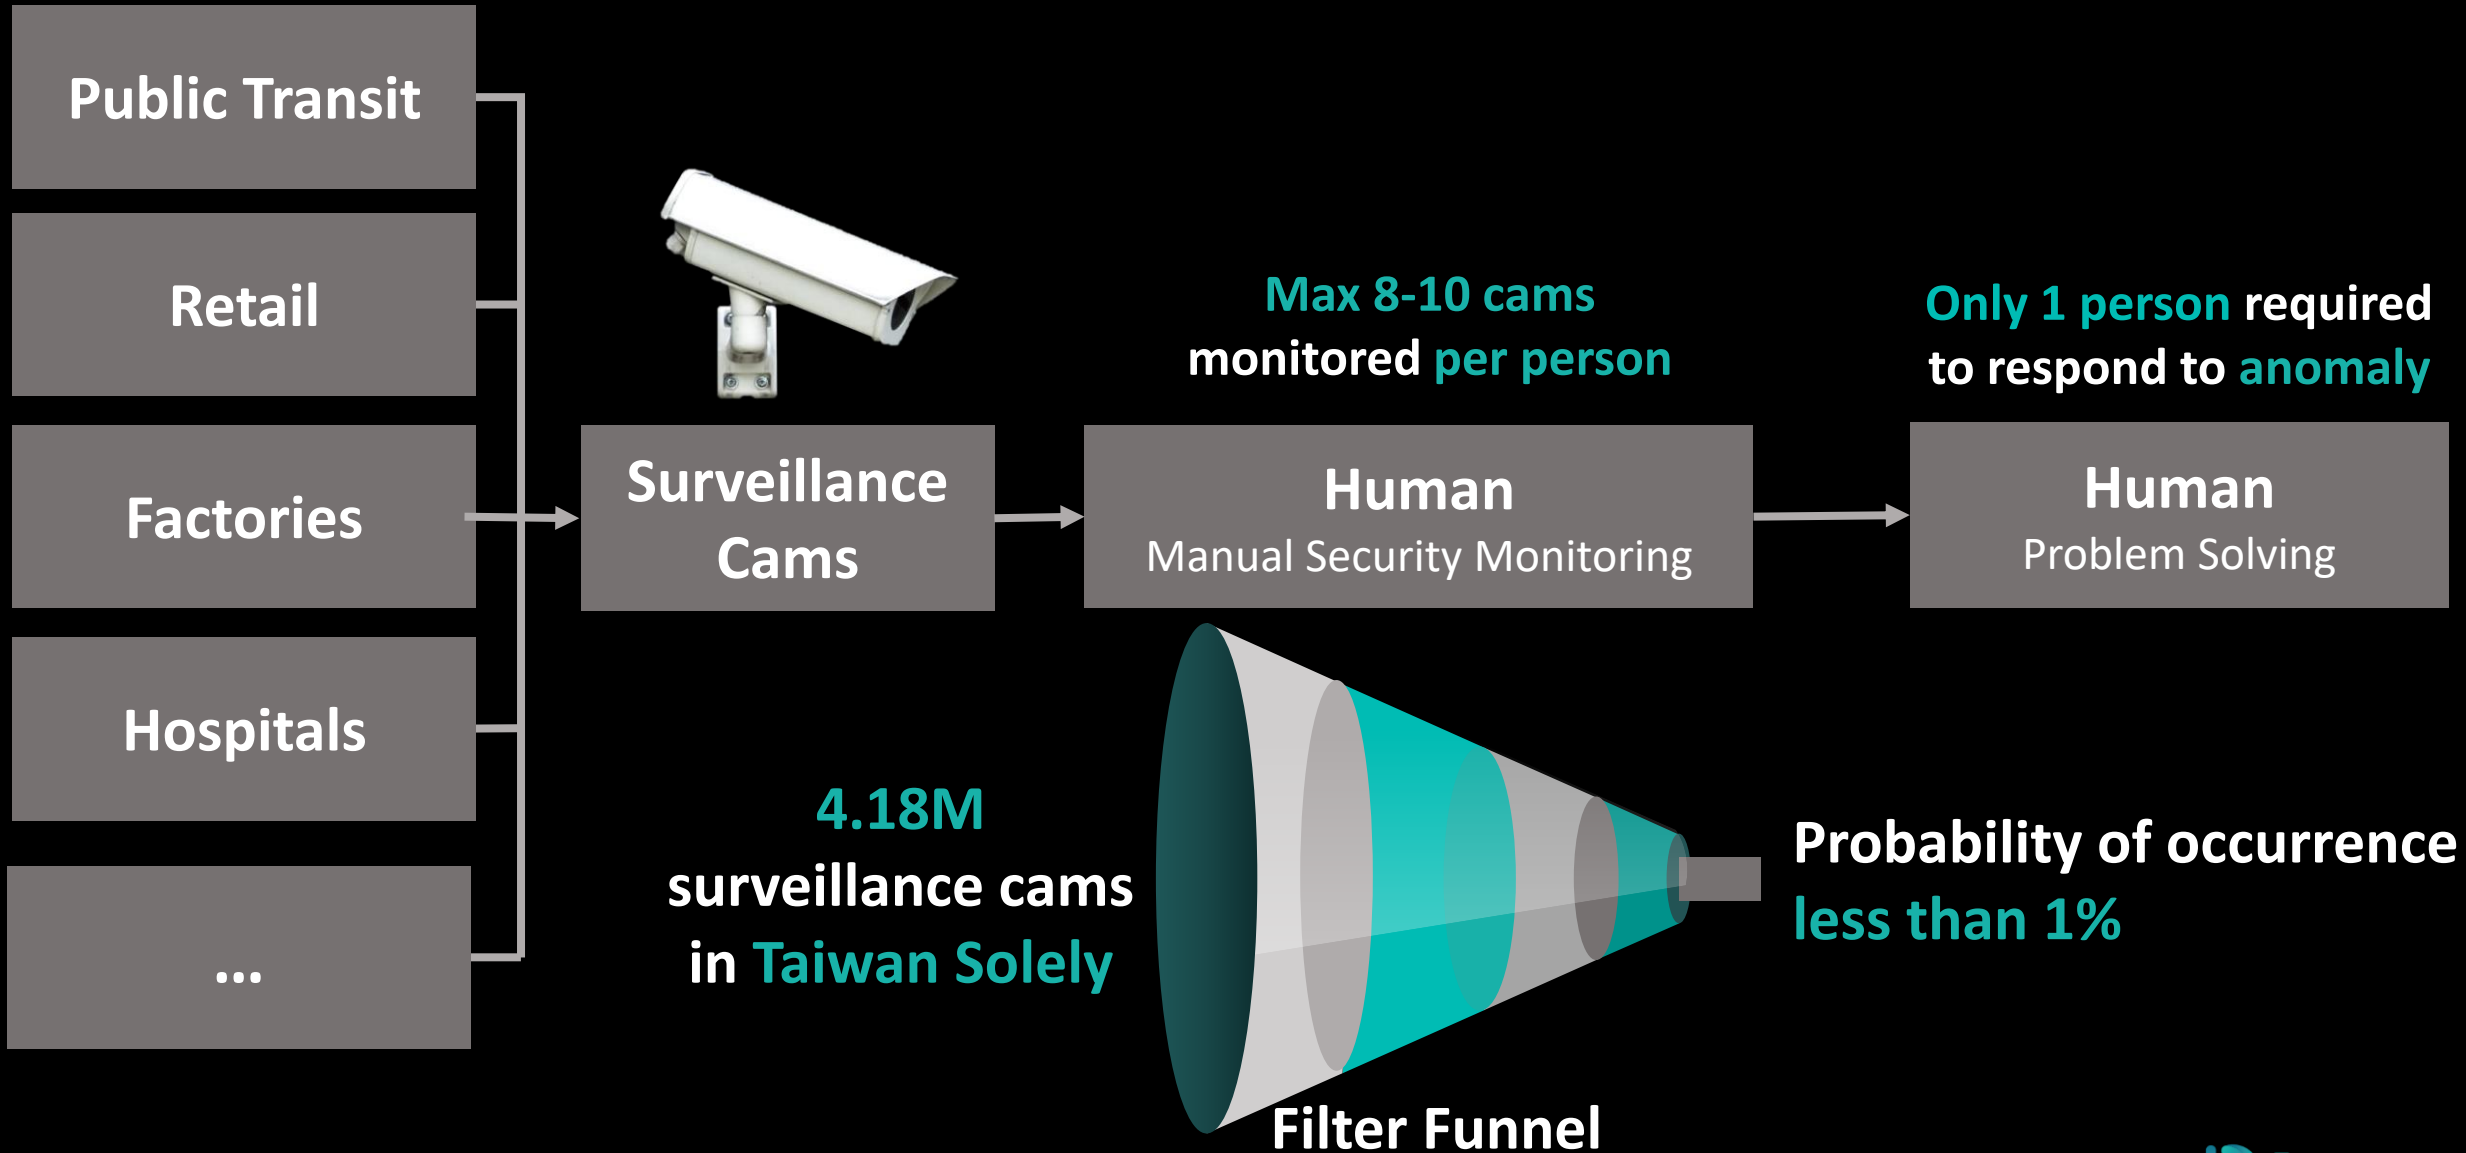 Public Transit
Retail
Factories
Hospitals
...
Surveillance
Cams
Max 8-10 cams
monitored per person
Human
Manual Security Monitoring
Only 1 person required
to respond to anomaly
Human
Problem Solving
4.18M
surveillance cams
in Taiwan Solely
Filter Funnel
Probability of occurrence
less than 1%